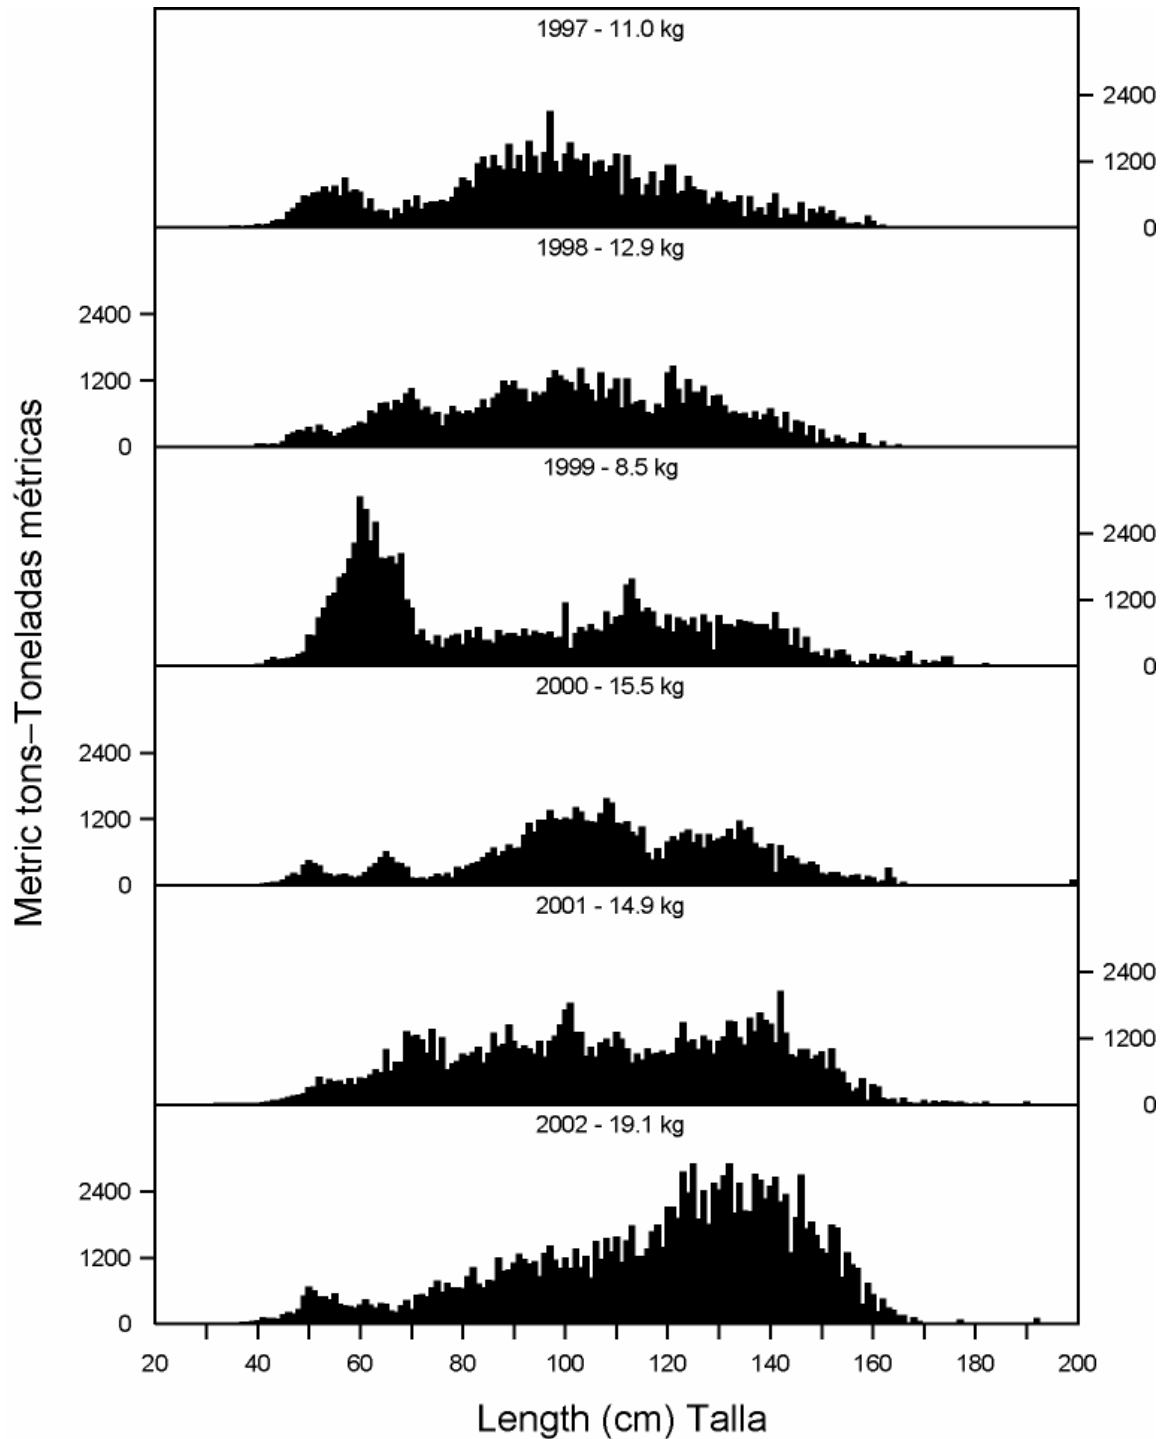 1997 - 11.0 kg
2400
1200
0
1998 - 12.9 kg
2400
1200
0
1999 - 8.5 kg
2400
1200
0
2000 - 15.5 kg
2400
1200
0
2001 - 14.9 kg
2400
1200
0
2002 - 19.1 kg
2400
1200
0
Metric tons–Toneladas métricas
20 40 60 80 100 120 140 160 180 200
Length (cm) Talla